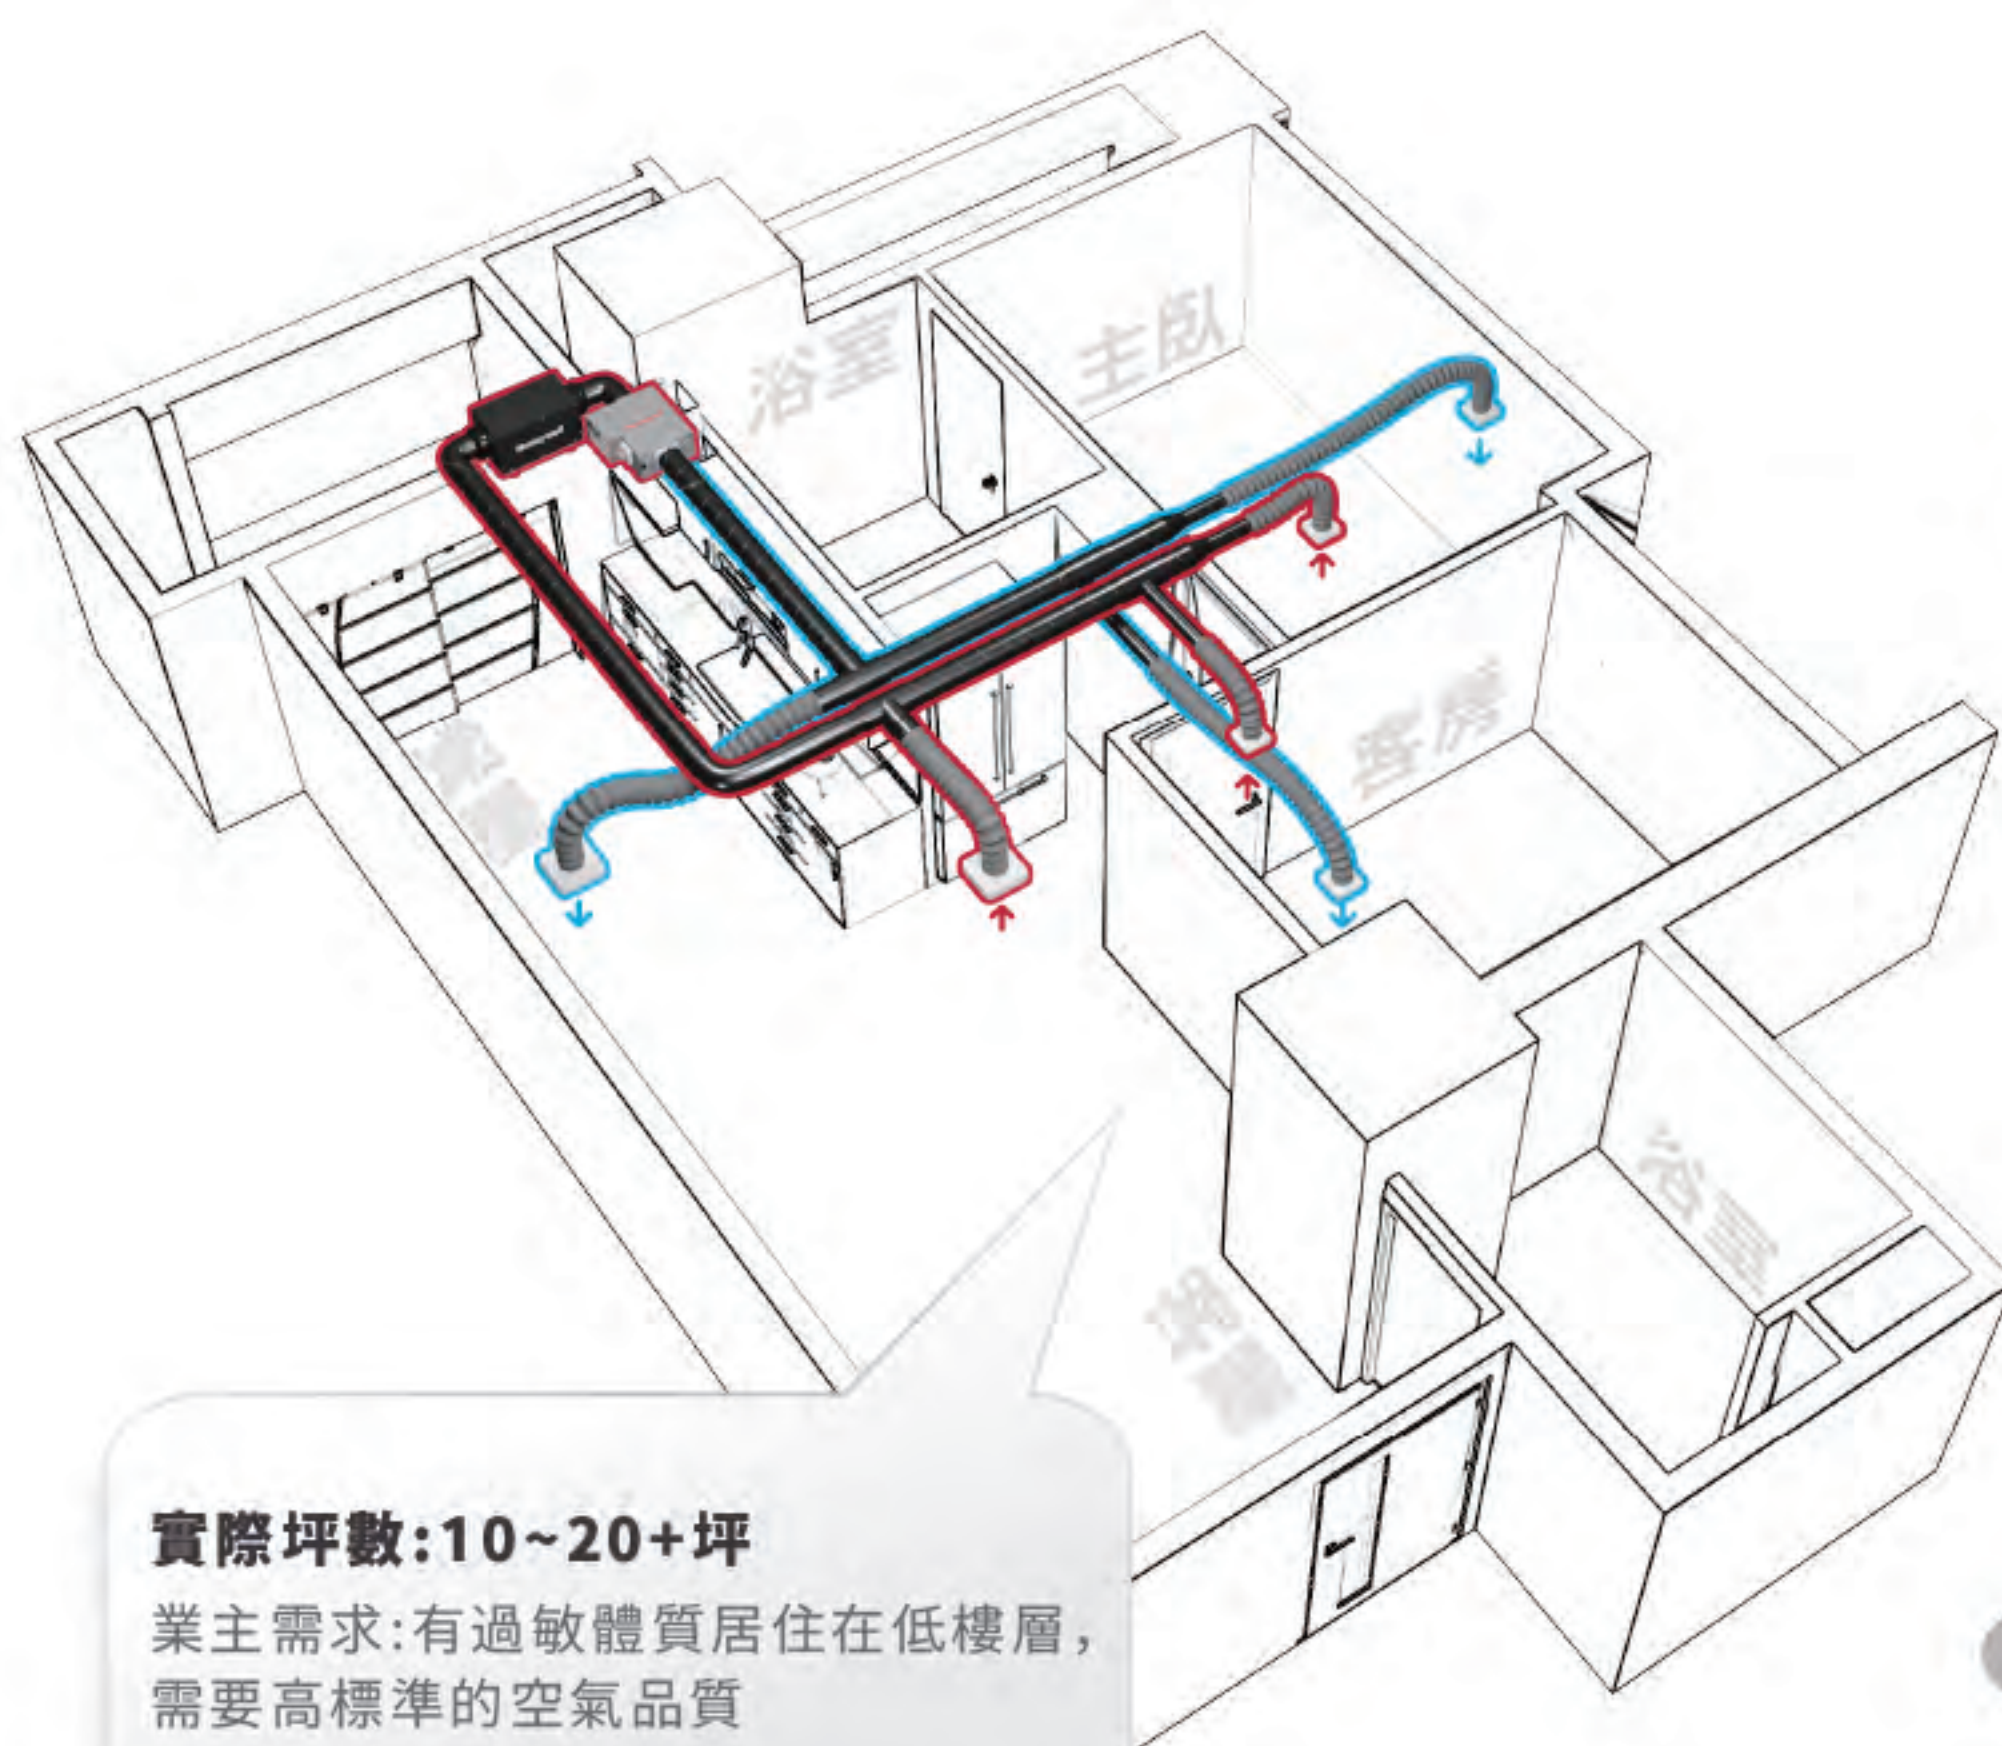 浴室
主臥
客房
浴室
實際坪數:10~20+坪
業主需求:有過敏體質居住在低樓層，
需要高標準的空氣品質